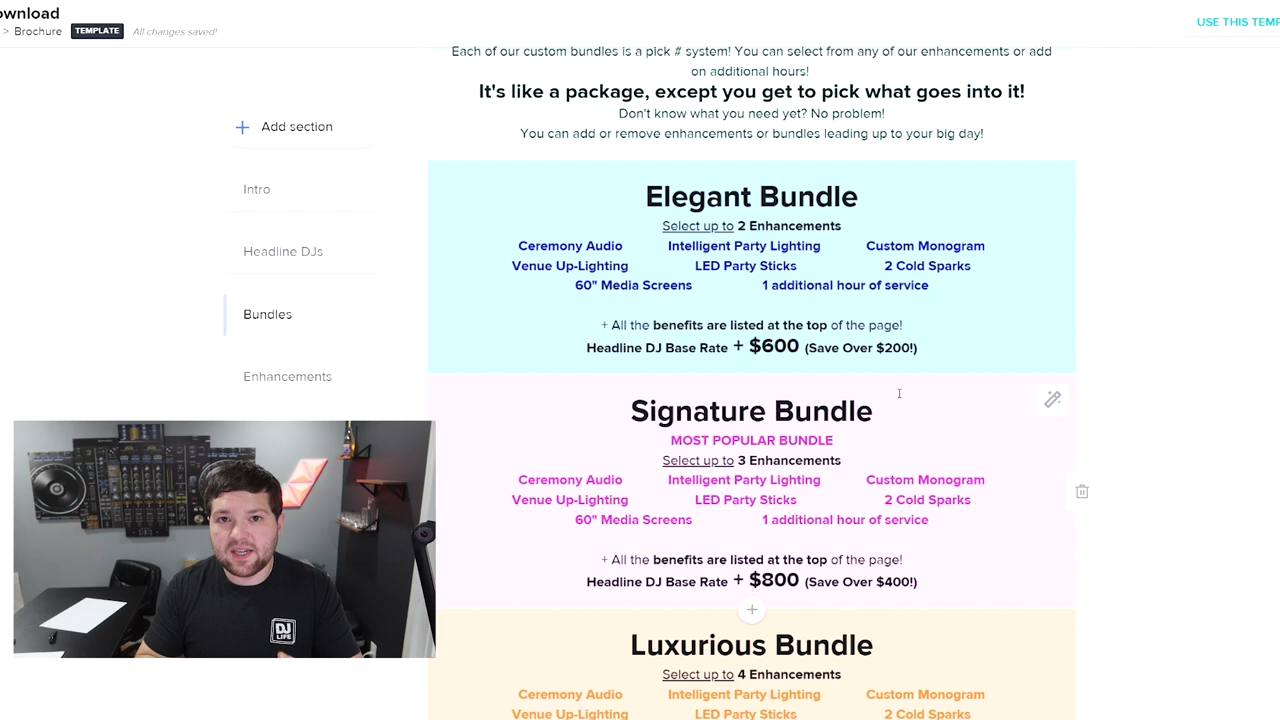 ownload
> Brochure TEMPLATE All changes saved!
USE THIS TEMP
Each of our custom bundles is a pick # system! You can select from any of our enhancements or add
on additional hours!
It's like a package, except you get to pick what goes into it!
Don't know what you need yet? No problem!
You can add or remove enhancements or bundles leading up to your big day!
+ Add section
Intro
Headline DJs
Bundles
Enhancements
Elegant Bundle
Select up to 2 Enhancements
Ceremony Audio Intelligent Party Lighting Custom Monogram
Venue Up-Lighting LED Party Sticks 2 Cold Sparks
60" Media Screens 1 additional hour of service
+ All the benefits are listed at the top of the page!
Headline DJ Base Rate + $600 (Save Over $200!)
Signature Bundle
MOST POPULAR BUNDLE
Select up to 3 Enhancements
Ceremony Audio Intelligent Party Lighting Custom Monogram
Venue Up-Lighting LED Party Sticks 2 Cold Sparks
60" Media Screens 1 additional hour of service
+ All the benefits are listed at the top of the page!
Headline DJ Base Rate + $800 (Save Over $400!)
+
Luxurious Bundle
Select up to 4 Enhancements
Ceremony Audio Intelligent Party Lighting Custom Monogram
Venue Up-Lighting LED Party Sticks 2 Cold Sparks
DJ
LIFE